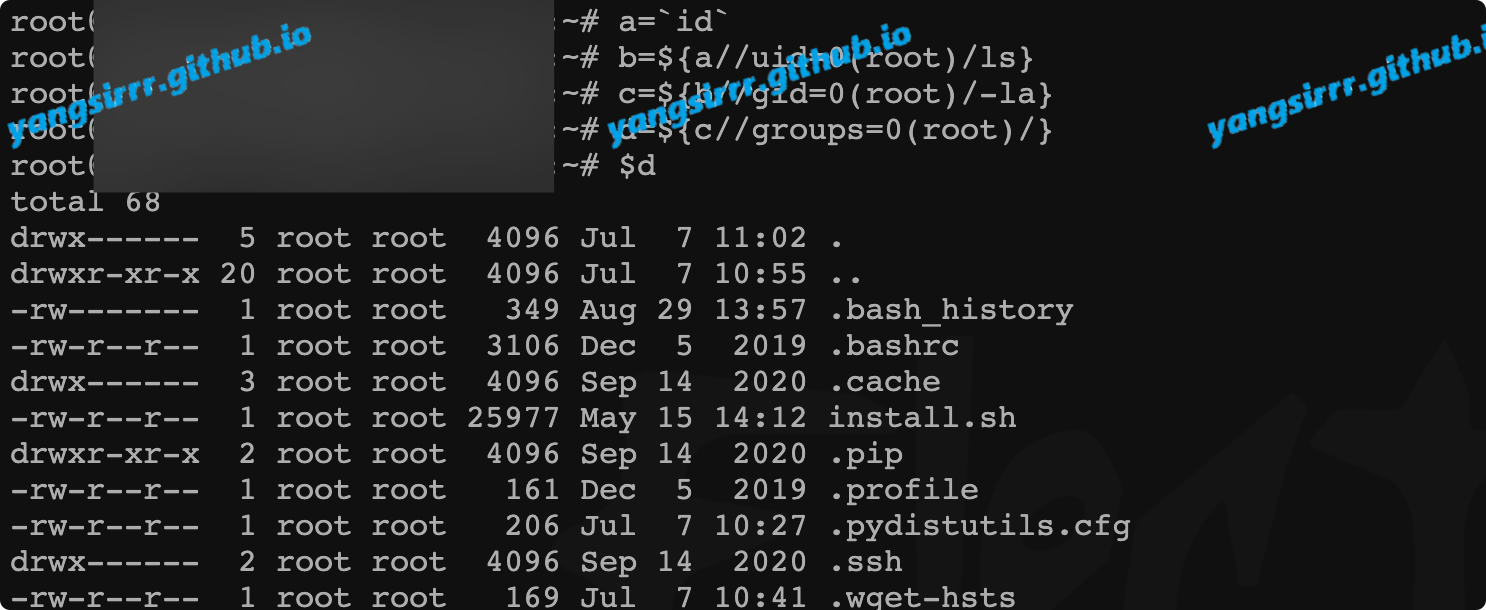 root@ :~# a=`id`
root@ :~# b=${a//uid=0(root)/ls}
root@ :~# c=${b//gid=0(root)/-la}
root@ :~# d=${c//groups=0(root)/}
root@ :~# $d
total 68
drwx------  5 root root  4096 Jul  7 11:02 .
drwxr-xr-x 20 root root  4096 Jul  7 10:55 ..
-rw-------  1 root root   349 Aug 29 13:57 .bash_history
-rw-r--r--  1 root root  3106 Dec  5  2019 .bashrc
drwx------  3 root root  4096 Sep 14  2020 .cache
-rw-r--r--  1 root root 25977 May 15 14:12 install.sh
drwxr-xr-x  2 root root  4096 Sep 14  2020 .pip
-rw-r--r--  1 root root   161 Dec  5  2019 .profile
-rw-r--r--  1 root root   206 Jul  7 10:27 .pydistutils.cfg
drwx------  2 root root  4096 Sep 14  2020 .ssh
-rw-r--r--  1 root root   169 Jul  7 10:41 .wget-hsts
yangsirrr.github.io
yangsirrr.github.io
yangsirrr.github.i